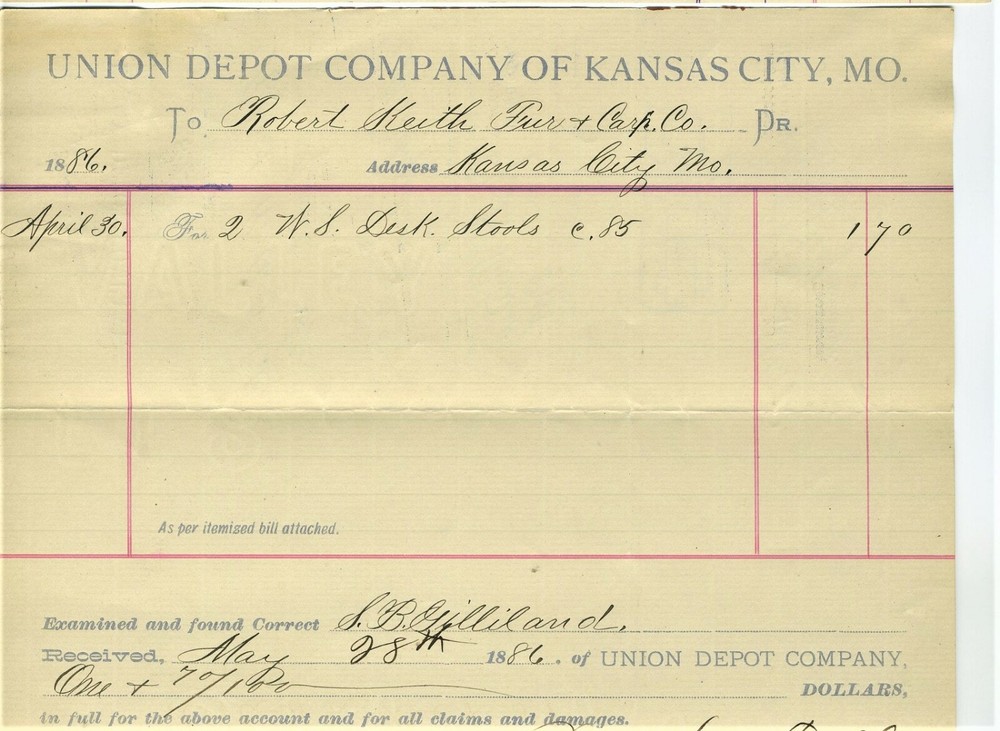 UNION DEPOT COMPANY OF KANSAS CITY, MO.
To Robert Keith Fur + Carp. Co. DR.
1886. Address Kansas City Mo.
April 30. For 2 W.S. Desk. Stools c. 85 1 70
As per itemised bill attached.
Examined and found Correct S. B. Gilliland.
Received, May 28th 1886. of UNION DEPOT COMPANY,
One + 70/100 DOLLARS,
in full for the above account and for all claims and damages.